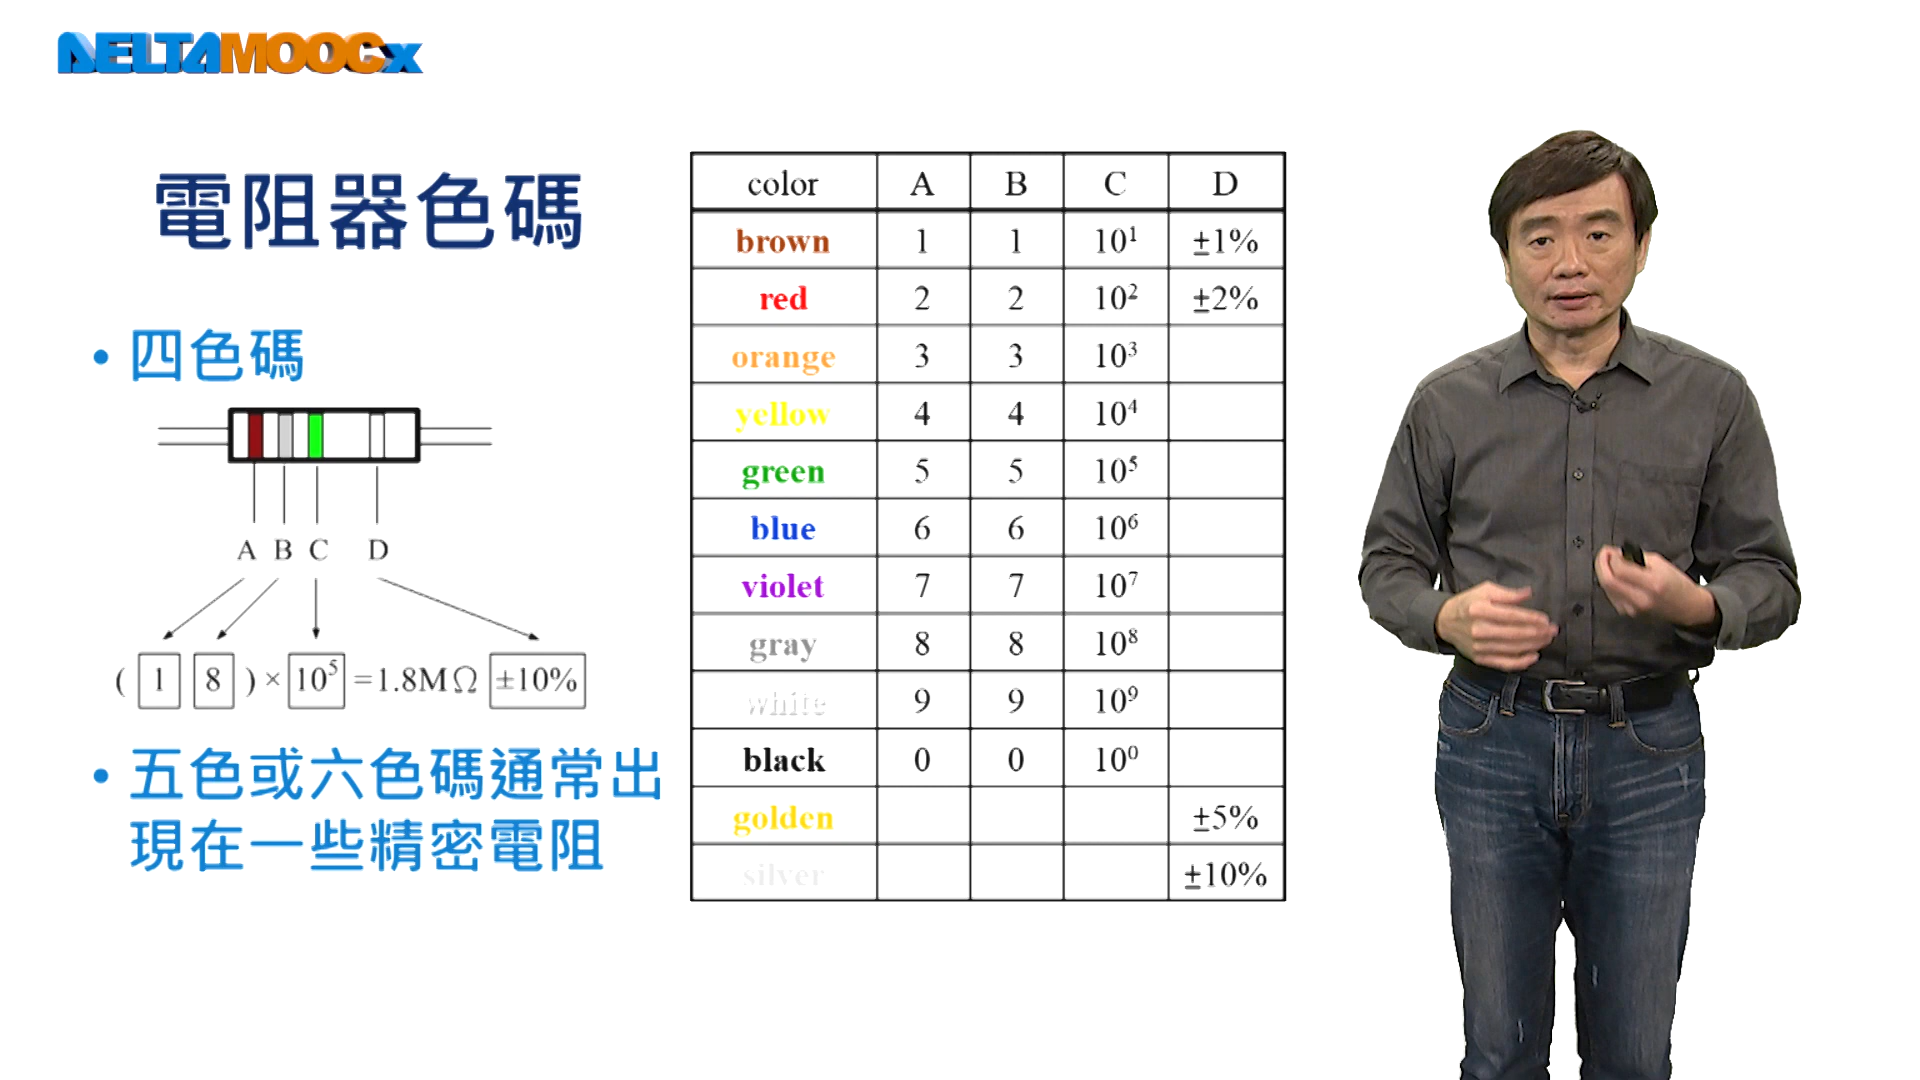 DELTAMOOCx
電阻器色碼
• 四色碼
A B C D
( 1 8 ) × 10⁵ =1.8MΩ ±10%
• 五色或六色碼通常出
現在一些精密電阻
color A B C D
brown 1 1 10¹ ±1%
red 2 2 10² ±2%
orange 3 3 10³
yellow 4 4 10⁴
green 5 5 10⁵
blue 6 6 10⁶
violet 7 7 10⁷
gray 8 8 10⁸
white 9 9 10⁹
black 0 0 10⁰
golden ±5%
silver ±10%